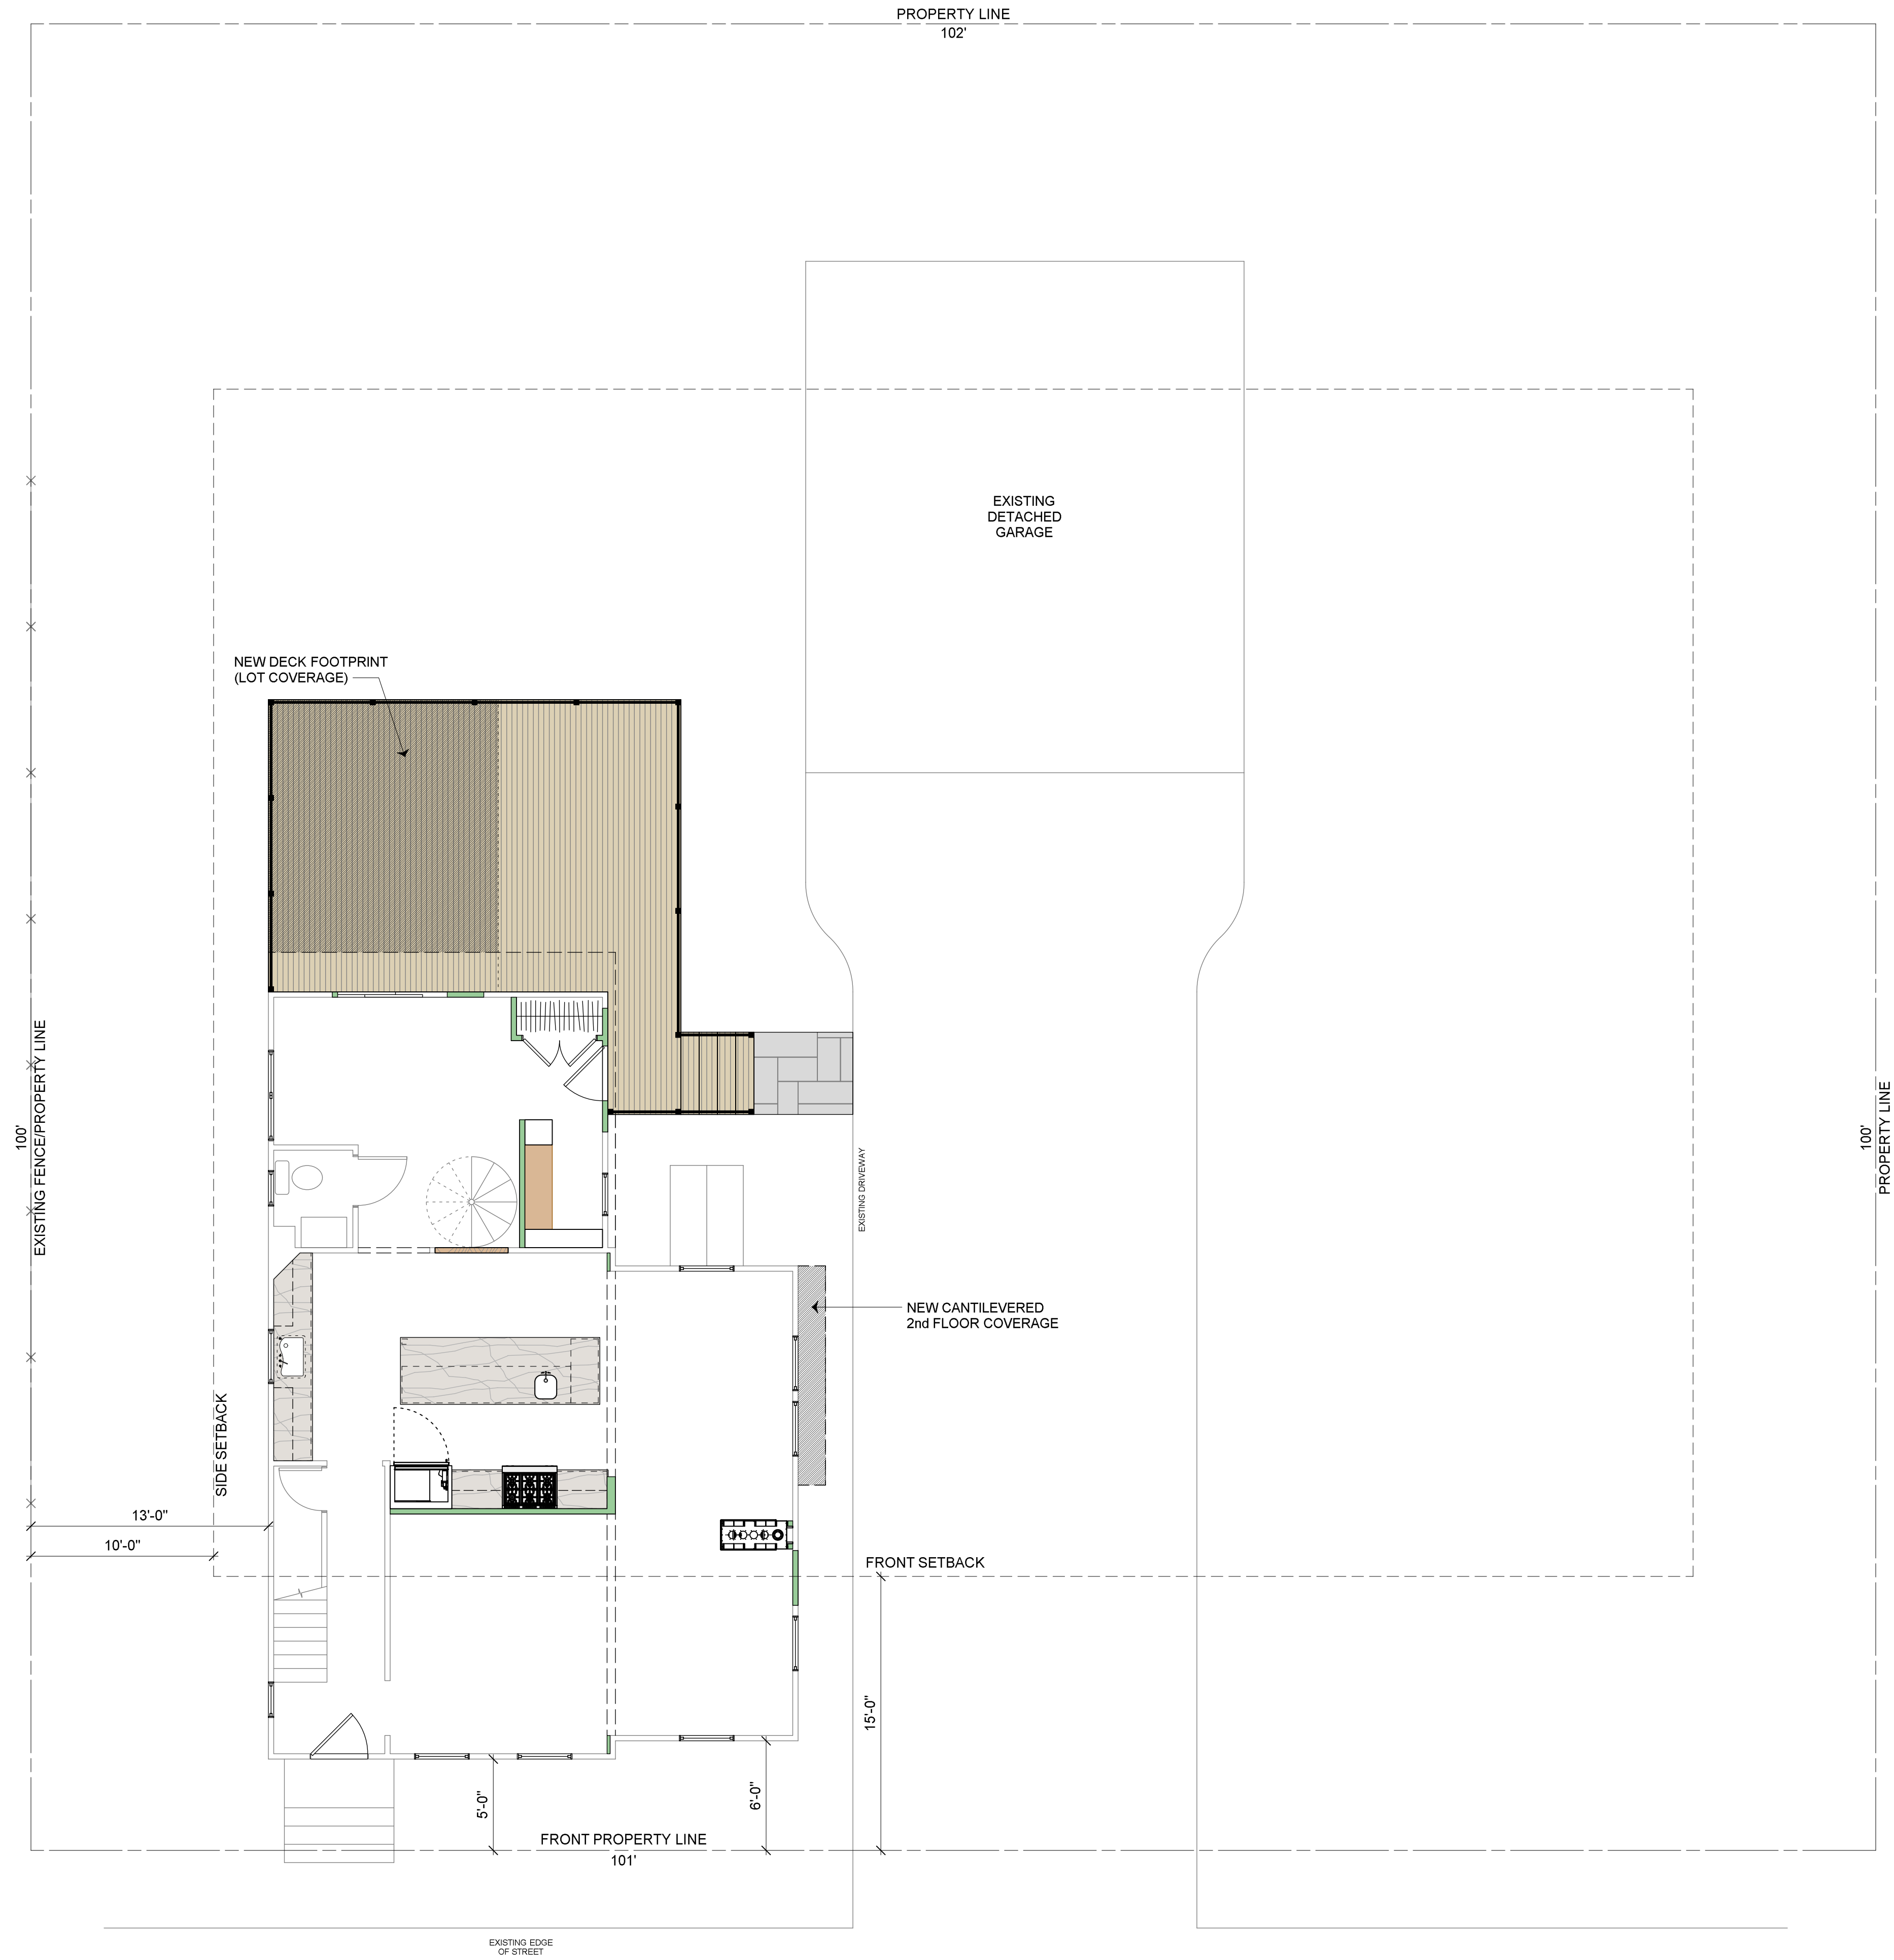 PROPERTY LINE
102'
EXISTING
DETACHED
GARAGE
NEW DECK FOOTPRINT
(LOT COVERAGE)
100'
EXISTING FENCE/PROPERTY LINE
EXISTING DRIVEWAY
100'
PROPERTY LINE
NEW CANTILEVERED
2nd FLOOR COVERAGE
SIDE SETBACK
13'-0"
10'-0"
FRONT SETBACK
15'-0"
5'-0"
6'-0"
FRONT PROPERTY LINE
101'
EXISTING EDGE
OF STREET